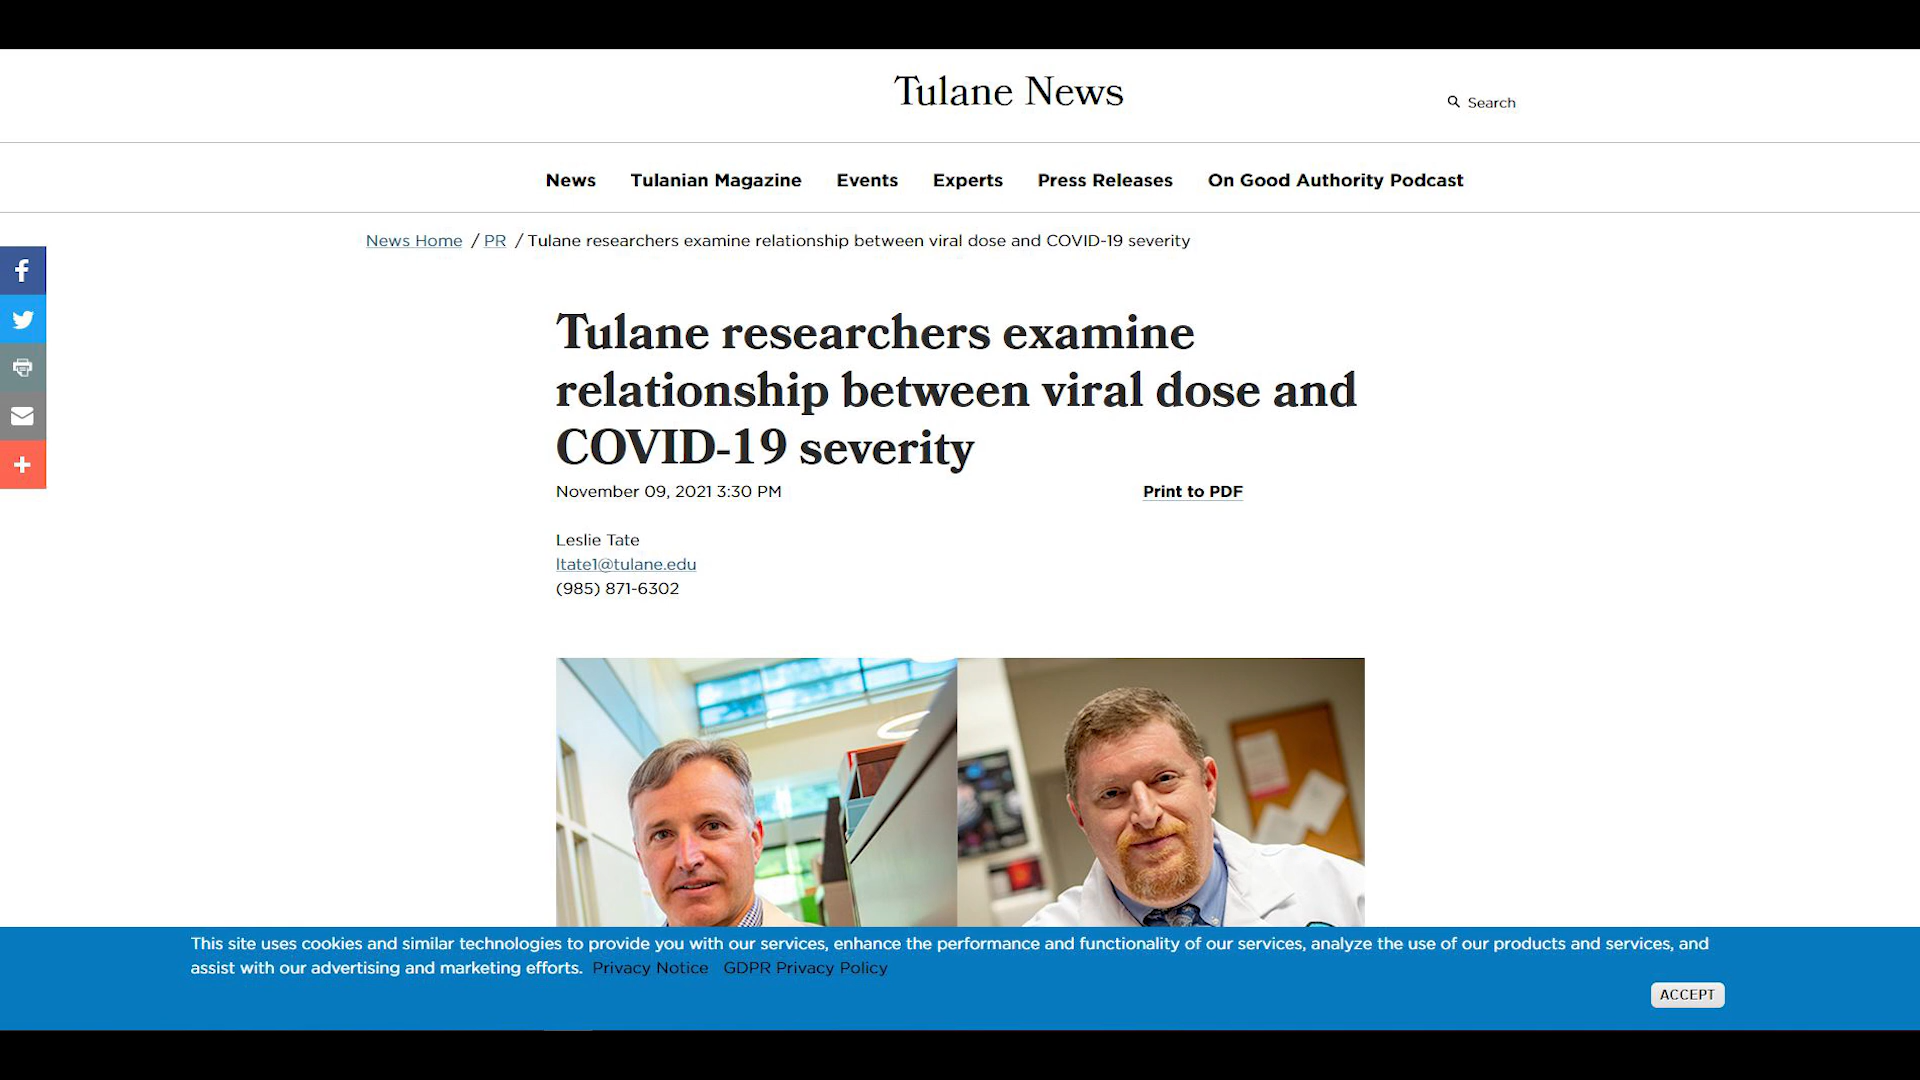 Tulane News
Search
News Tulanian Magazine Events Experts Press Releases On Good Authority Podcast
News Home / PR / Tulane researchers examine relationship between viral dose and COVID-19 severity
Tulane researchers examine
relationship between viral dose and
COVID-19 severity
November 09, 2021 3:30 PM
Print to PDF
Leslie Tate
ltate1@tulane.edu
(985) 871-6302
This site uses cookies and similar technologies to provide you with our services, enhance the performance and functionality of our services, analyze the use of our products and services, and
assist with our advertising and marketing efforts. Privacy Notice GDPR Privacy Policy
ACCEPT